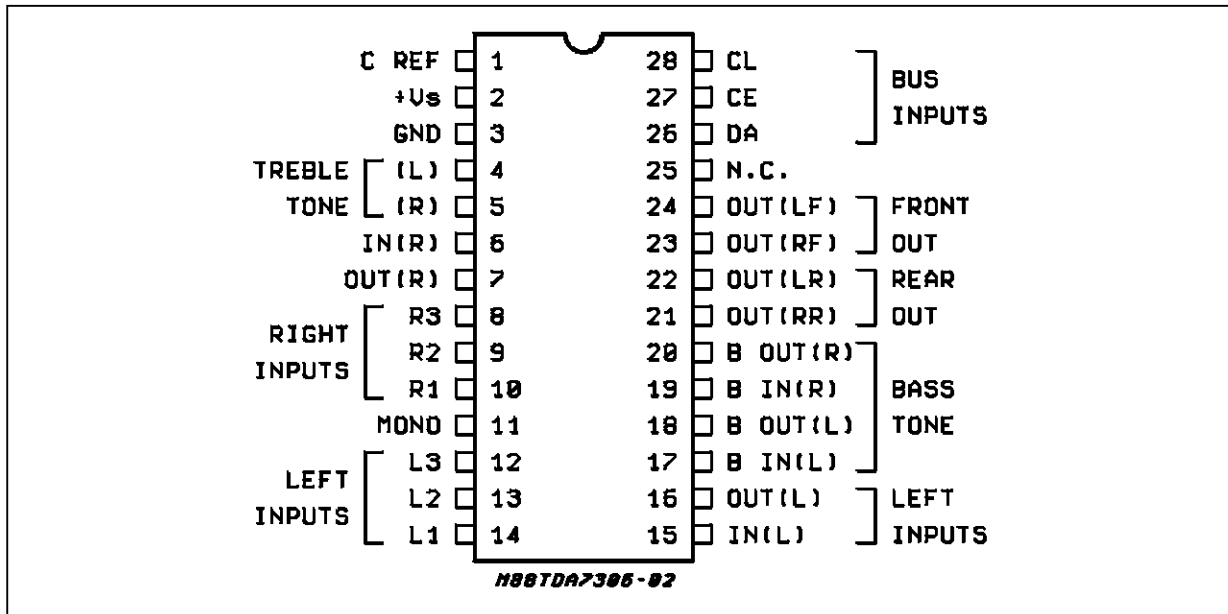 C REF 1 28 CL
+Vs 2 27 CE
GND 3 26 DA
BUS INPUTS
TREBLE TONE
(L) 4 25 N.C.
(R) 5 24 OUT(LF)
IN(R) 6 23 OUT(RF)
FRONT OUT
OUT(R) 7 22 OUT(LR)
R3 8 21 OUT(RR)
REAR OUT
RIGHT INPUTS
R2 9 20 B OUT(R)
R1 10 19 B IN(R)
MONO 11 18 B OUT(L)
L3 12 17 B IN(L)
BASS TONE
LEFT INPUTS
L2 13 16 OUT(L)
L1 14 15 IN(L)
LEFT INPUTS
M88TDA7306-02